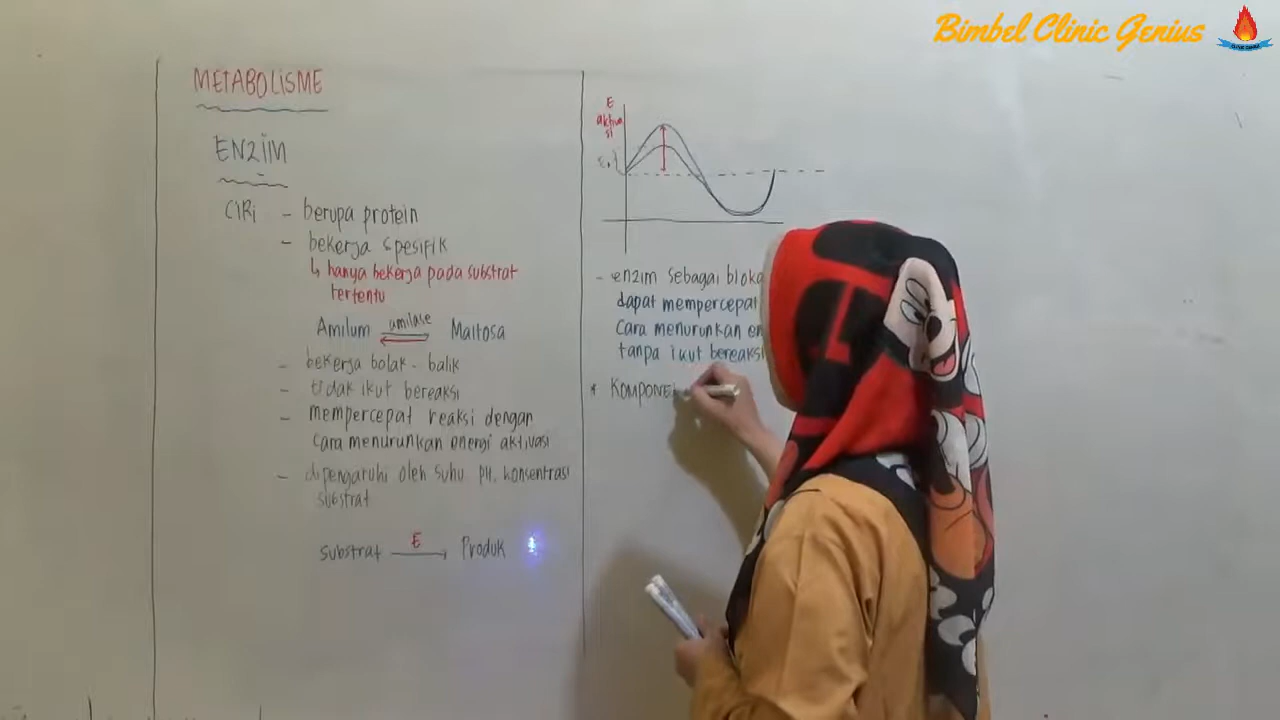 Bimbel Clinic Genius
METABOLISME
ENZIM
CIRi - berupa protein
- bekerja spesifik
↳ hanya bekerja pada substrat
tertentu
Amilum amilase Maltosa
- bekerja bolak - balik
- tidak ikut bereaksi
- mempercepat reaksi dengan
Cara menurunkan energi aktivasi
- dipengaruhi oleh suhu, pH, konsentrasi
substrat
substrat E Produk
E
aktiva
si
- enzim sebagai
dapat mempercepat
Cara menurunkan
tanpa ikut bereaksi
* KOMPONEN